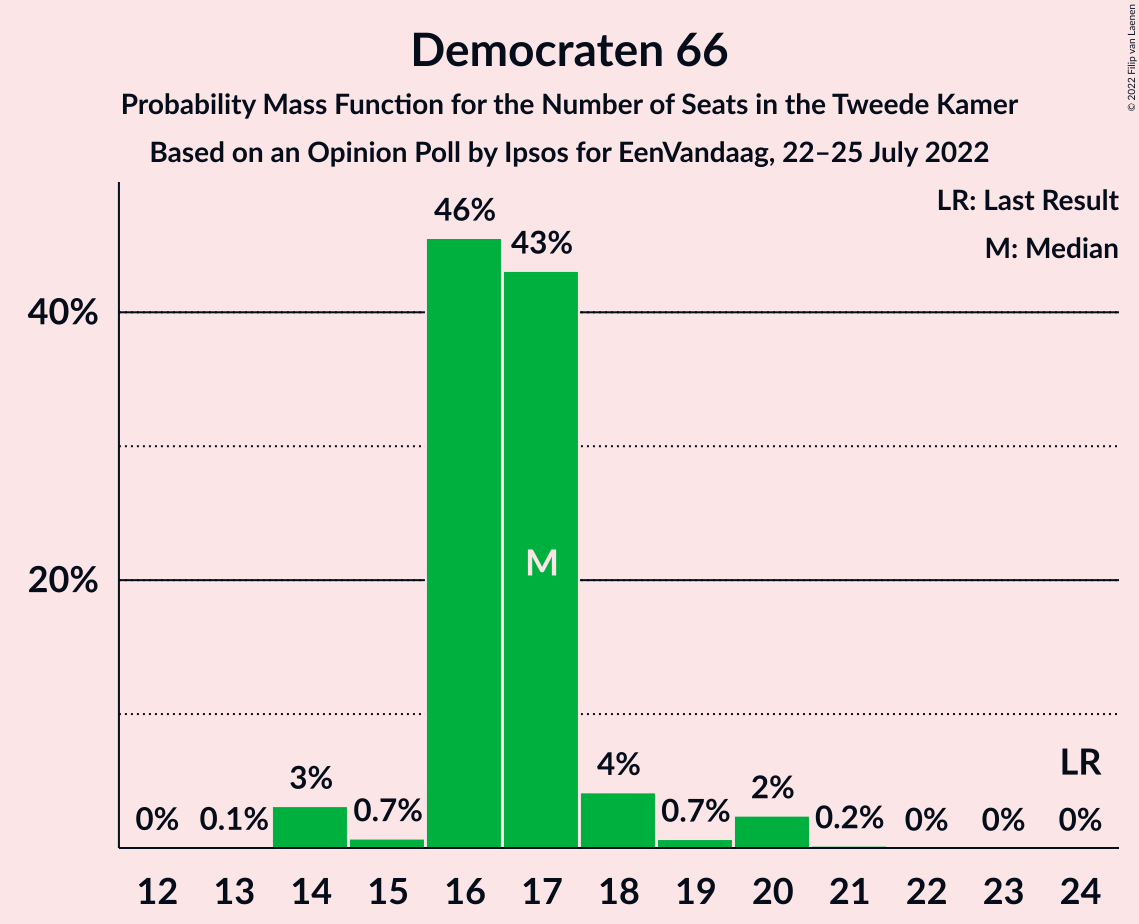 Democraten 66
Probability Mass Function for the Number of Seats in the Tweede Kamer
Based on an Opinion Poll by Ipsos for EenVandaag, 22–25 July 2022
© 2022 Filip van Laenen
LR: Last Result
M: Median
40%
20%
0%
0.1%
3%
0.7%
46%
43%
M
4%
0.7%
2%
0.2%
0%
0%
LR
0%
12 13 14 15 16 17 18 19 20 21 22 23 24